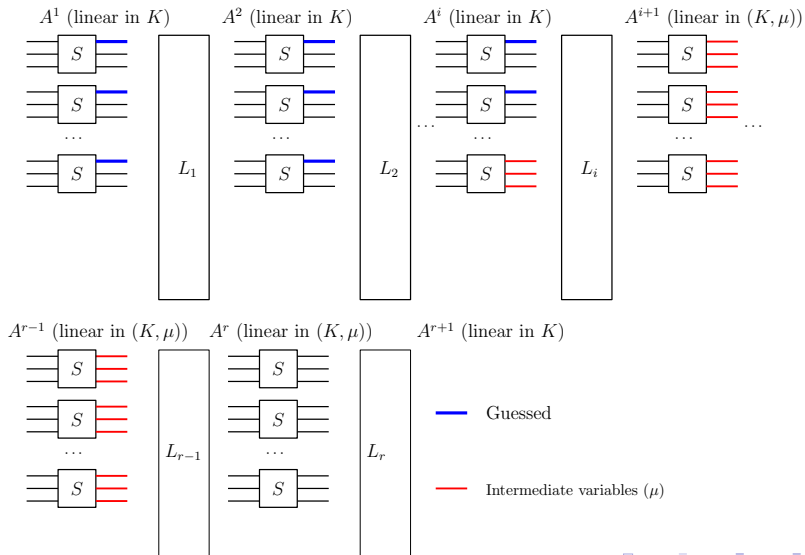 A^1 (linear in K) A^2 (linear in K) A^i (linear in K) A^{i+1} (linear in (K, μ))
S S S S
S S S S
... ... ... ... ... ...
S S S S
L_1 L_2 L_i
A^{r−1} (linear in (K, μ)) A^r (linear in (K, μ)) A^{r+1} (linear in K)
S S
S S
Guessed
... ...
L_{r−1} L_r
S S
Intermediate variables (μ)